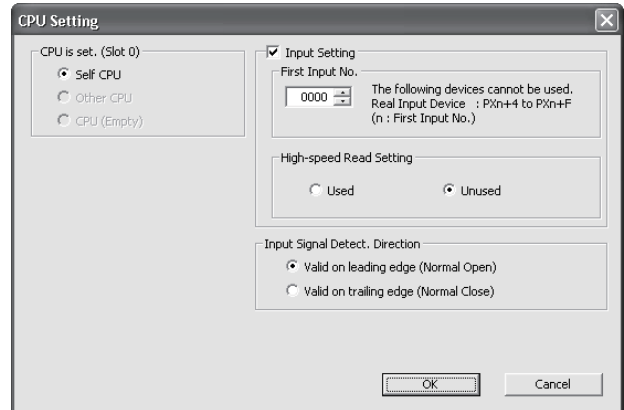 CPU Setting
CPU is set. (Slot 0)
Self CPU
Other CPU
CPU (Empty)
Input Setting
First Input No.
0000
The following devices cannot be used.
Real Input Device : PXn+4 to PXn+F
(n : First Input No.)
High-speed Read Setting
Used
Unused
Input Signal Detect. Direction
Valid on leading edge (Normal Open)
Valid on trailing edge (Normal Close)
OK
Cancel